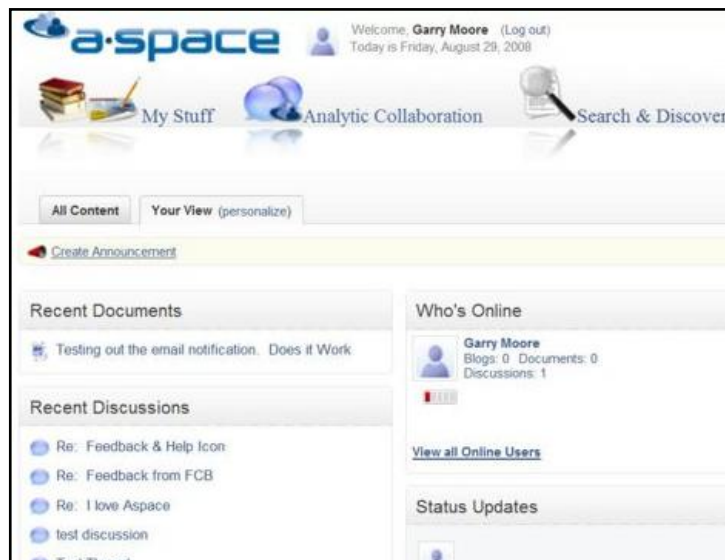 a·space
Welcome, Garry Moore (Log out)
Today is Friday, August 29, 2008
My Stuff
Analytic Collaboration
Search & Discover
All Content
Your View (personalize)
Create Announcement
Recent Documents
Testing out the email notification. Does it Work
Recent Discussions
Re: Feedback & Help Icon
Re: Feedback from FCB
Re: I love Aspace
test discussion
Who's Online
Garry Moore
Blogs: 0 Documents: 0
Discussions: 1
View all Online Users
Status Updates